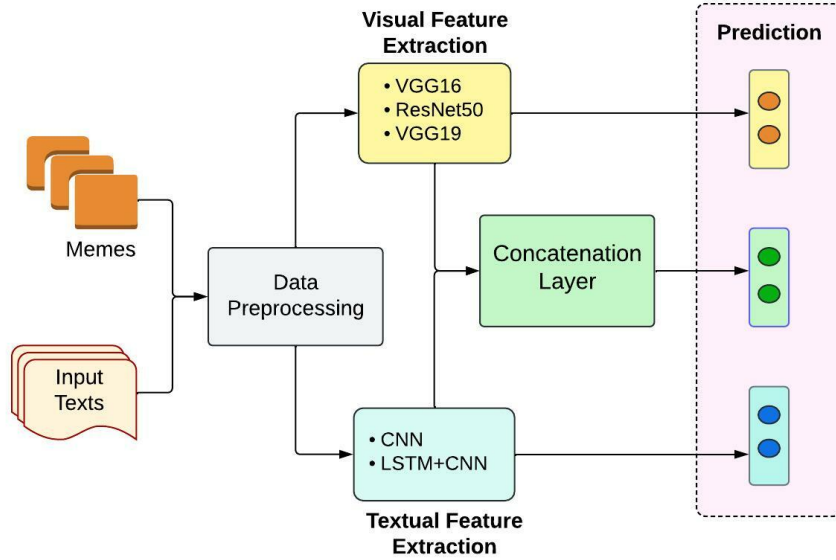 Visual Feature
Extraction
Prediction
• VGG16
• ResNet50
• VGG19
Memes
Data
Preprocessing
Concatenation
Layer
Input
Texts
• CNN
• LSTM+CNN
Textual Feature
Extraction